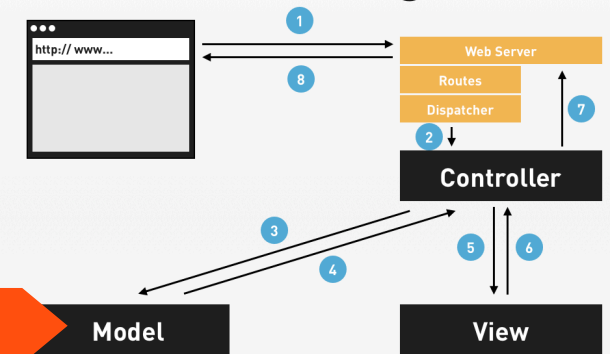 1
http:// www...
Web Server
8
Routes
Dispatcher
7
2
Controller
3
5
6
4
Model
View